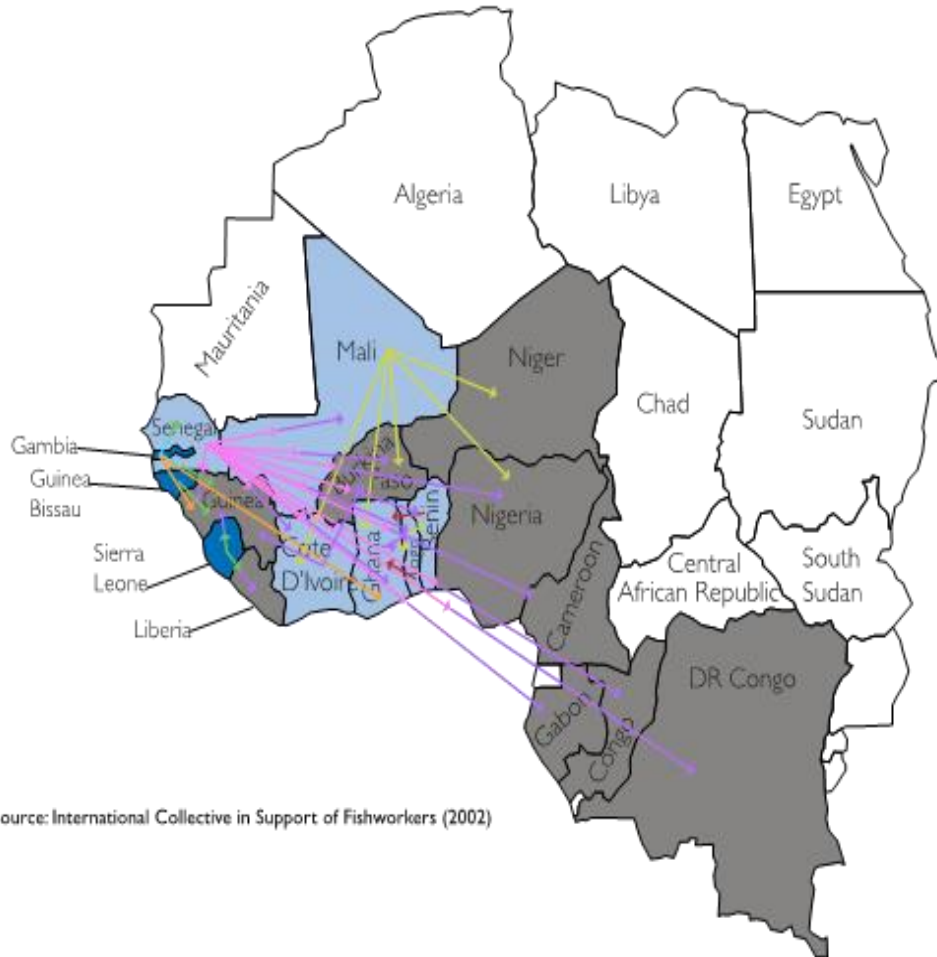 Algeria
Libya
Egypt
Mauritania
Mali
Niger
Chad
Sudan
Senegal
Gambia
Guinea
Bissau
Guinea
Burkina
Faso
Nigeria
Benin
Togo
Ghana
Cote
D'Ivoire
Sierra
Leone
Liberia
Cameroon
Central
African Republic
South
Sudan
DR Congo
Gabon
Congo
ource: International Collective in Support of Fishworkers (2002)